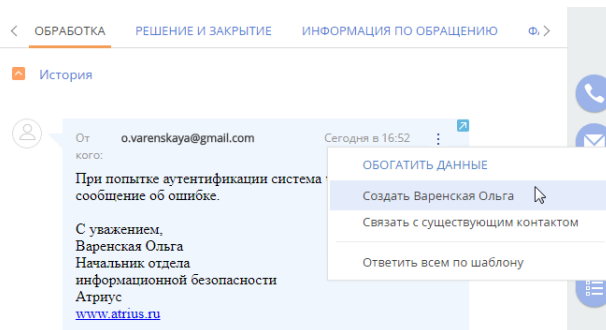 ОБРАБОТКА РЕШЕНИЕ И ЗАКРЫТИЕ ИНФОРМАЦИЯ ПО ОБРАЩЕНИЮ
История
От кого: o.varenskaya@gmail.com Сегодня в 16:52
При попытке аутентификации система
сообщение об ошибке.
С уважением,
Варенская Ольга
Начальник отдела
информационной безопасности
Атриус
www.atrius.ru
ОБОГАТИТЬ ДАННЫЕ
Создать Варенская Ольга
Связать с существующим контактом
Ответить всем по шаблону